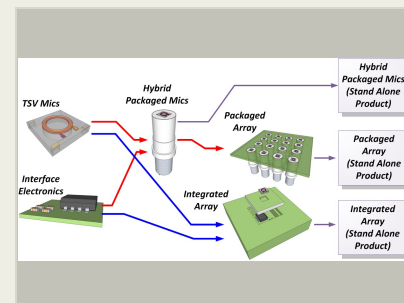 TSV Mics
Interface
Electronics
Hybrid
Packaged Mics
Packaged
Array
Integrated
Array
Hybrid
Packaged Mics
(Stand Alone
Product)
Packaged
Array
(Stand Alone
Product)
Integrated
Array
(Stand Alone
Product)